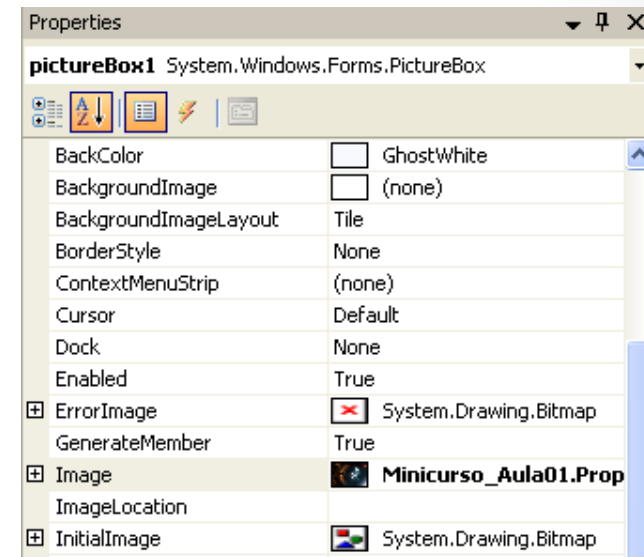 Properties
pictureBox1 System.Windows.Forms.PictureBox
BackColor GhostWhite
BackgroundImage (none)
BackgroundImageLayout Tile
BorderStyle None
ContextMenuStrip (none)
Cursor Default
Dock None
Enabled True
ErrorImage System.Drawing.Bitmap
GenerateMember True
Image Minicurso_Aula01.Prop
ImageLocation
InitialImage System.Drawing.Bitmap